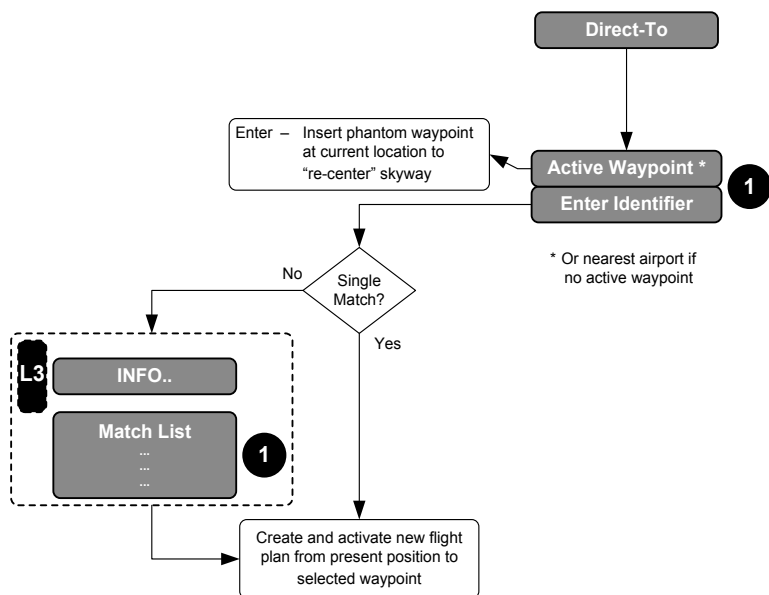 Direct-To
Enter – Insert phantom waypoint
at current location to
“re-center” skyway
Active Waypoint *
Enter Identifier
1
* Or nearest airport if
no active waypoint
No
Single
Match?
Yes
L3
INFO..
Match List
...
...
...
1
Create and activate new flight
plan from present position to
selected waypoint